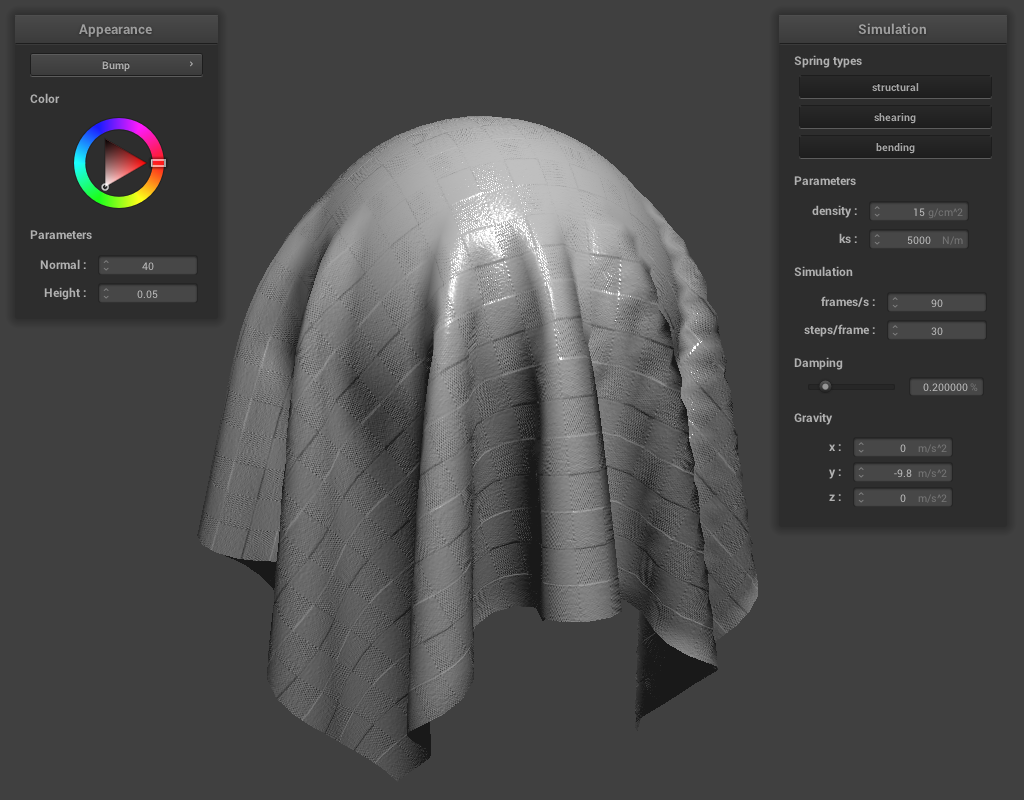 Appearance
Bump ›
Color
Parameters
Normal : 40
Height : 0.05
Simulation
Spring types
structural
shearing
bending
Parameters
density : 15 g/cm^2
ks : 5000 N/m
Simulation
frames/s : 90
steps/frame : 30
Damping
0.200000 %
Gravity
x : 0 m/s^2
y : -9.8 m/s^2
z : 0 m/s^2